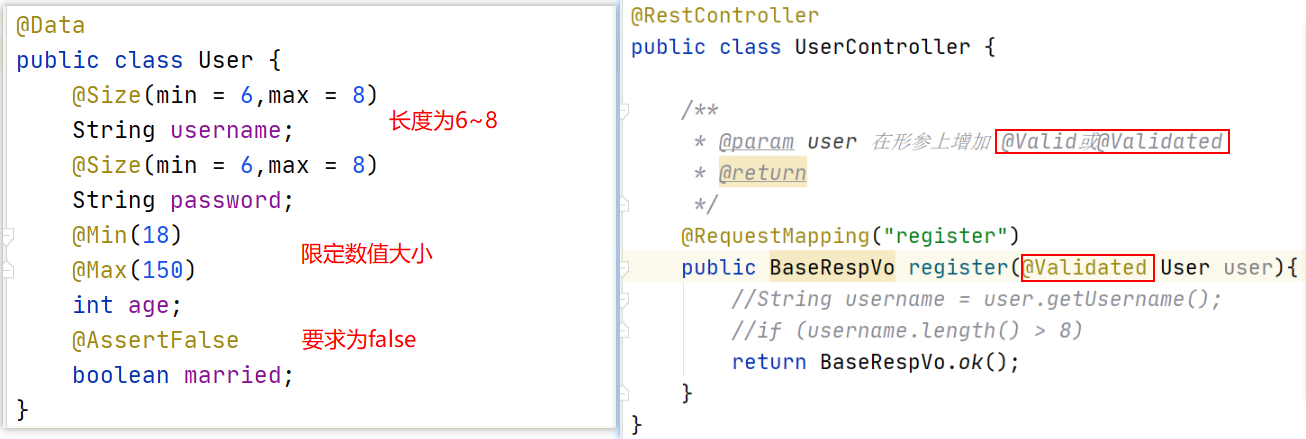 @Data
public class User {
@Size(min = 6,max = 8)
长度为6~8
String username;
@Size(min = 6,max = 8)
String password;
@Min(18)
限定数值大小
@Max(150)
int age;
@AssertFalse
要求为false
boolean married;
}
@RestController
public class UserController {
/**
* @param user 在形参上增加 @Valid或@Validated
* @return
*/
@RequestMapping("register")
public BaseRespVo register(@Validated User user){
//String username = user.getUsername();
//if (username.length() > 8)
return BaseRespVo.ok();
}
}